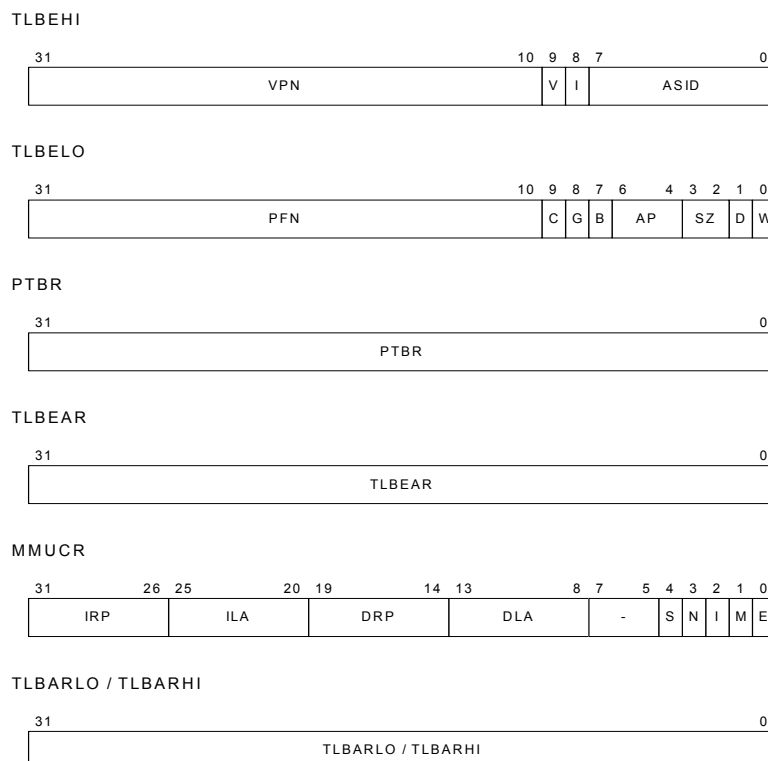 TLBEHI
31 10 9 8 7 0
VPN V I ASID
TLBELO
31 10 9 8 7 6 4 3 2 1 0
PFN C G B AP SZ D W
PTBR
31 0
PTBR
TLBEAR
31 0
TLBEAR
MMUCR
31 26 25 20 19 14 13 8 7 5 4 3 2 1 0
IRP ILA DRP DLA - S N I M E
TLBARLO / TLBARHI
31 0
TLBARLO / TLBARHI